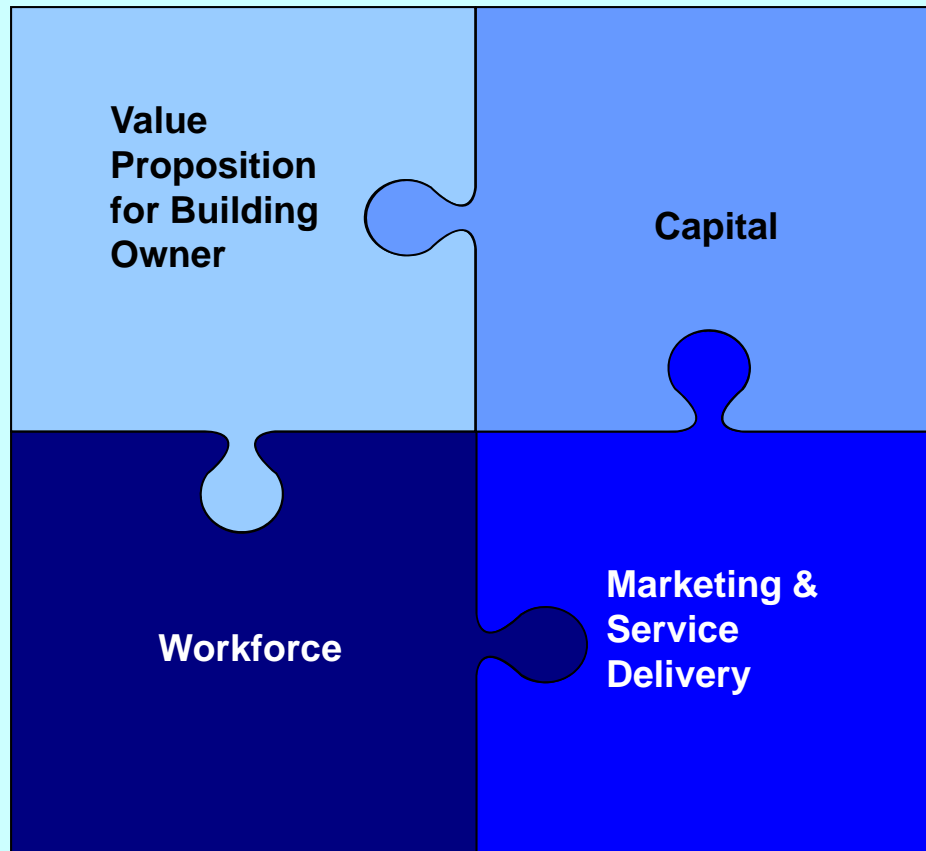 Value
Proposition
for Building
Owner
Capital
Workforce
Marketing &
Service
Delivery